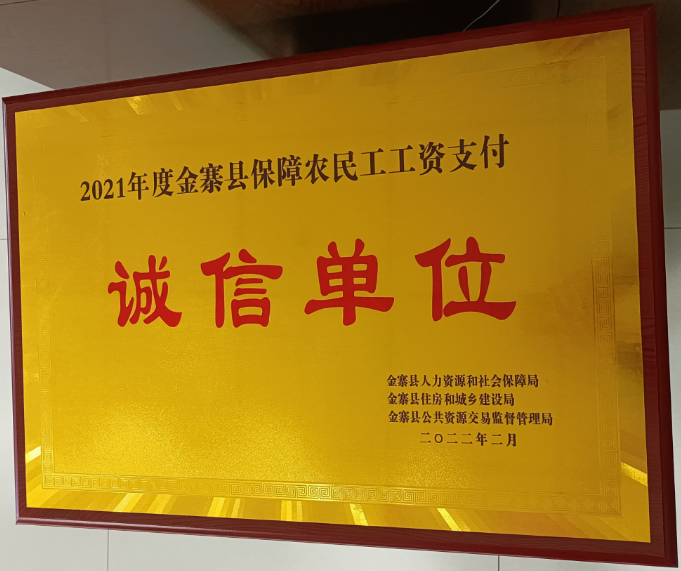 2021年度金寨县保障农民工工资支付
诚信单位
金寨县人力资源和社会保障局
金寨县住房和城乡建设局
金寨县公共资源交易监督管理局
二〇二二年二月